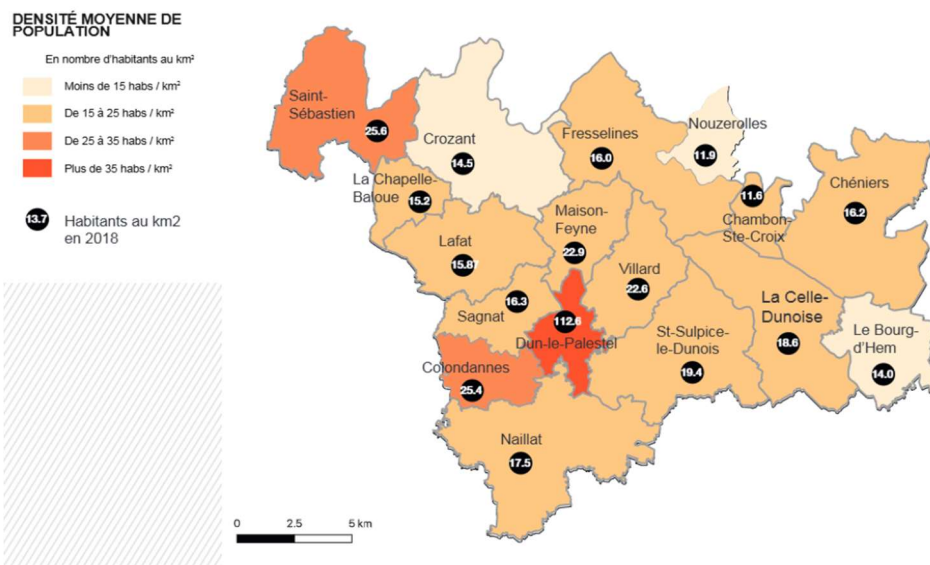 DENSITÉ MOYENNE DE
POPULATION
En nombre d'habitants au km²
Moins de 15 habs / km²
De 15 à 25 habs / km²
De 25 à 35 habs / km²
Plus de 35 habs / km²
13.7
Habitants au km2
en 2018
Saint-
Sébastien
25.6
Crozant
14.5
Fresselines
16.0
Nouzerolles
11.9
La Chapelle-
Baloue
15.2
Maison-
Feyne
22.9
11.6
Chambon-
Ste-Croix
Chéniers
16.2
Lafat
15.87
Villard
22.6
Sagnat
16.3
112.6
Dun-le-Palestel
La Celle-
Dunoise
18.6
St-Sulpice-
le-Dunois
19.4
Le Bourg-
d'Hem
14.0
Colondannes
25.4
Naillat
17.5
0 2.5 5 km